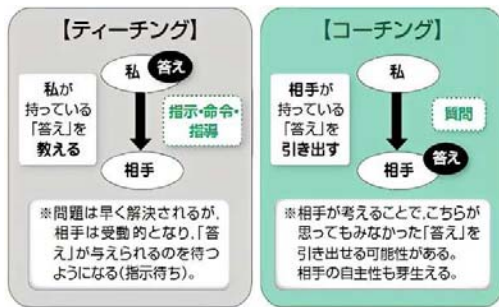 【ティーチング】
私
答え
私が
持っている
「答え」を
教える
指示・命令・
指導
相手
※問題は早く解決されるが、
相手は受動的となり、「答
え」が与えられるのを待つ
ようになる(指示待ち)。
【コーチング】
私
相手が
持っている
「答え」を
引き出す
質問
相手
答え
※相手が考えることで、こちらが
思ってもみなかった「答え」を
引き出せる可能性がある。
相手の自主性も芽生える。